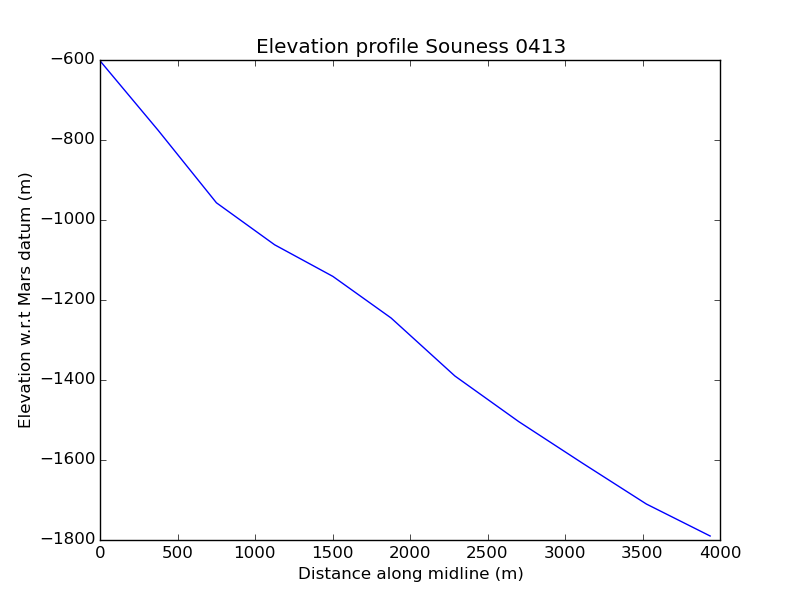 Elevation profile Souness 0413
Elevation w.r.t Mars datum (m)
−600
−800
−1000
−1200
−1400
−1600
−1800
0 500 1000 1500 2000 2500 3000 3500 4000
Distance along midline (m)